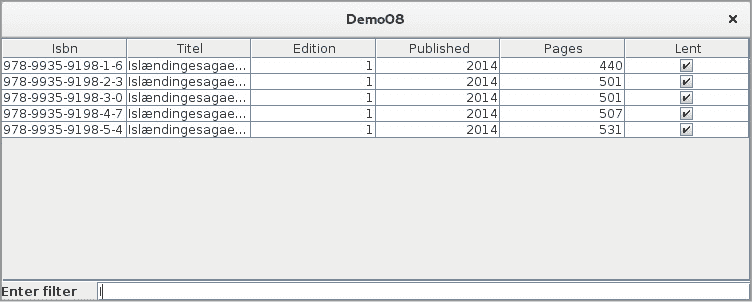 Demo08
Isbn Titel Edition Published Pages Lent
978-9935-9198-1-6 Islændingesagae... 1 2014 440
978-9935-9198-2-3 Islændingesagae... 1 2014 501
978-9935-9198-3-0 Islændingesagae... 1 2014 501
978-9935-9198-4-7 Islændingesagae... 1 2014 507
978-9935-9198-5-4 Islændingesagae... 1 2014 531
Enter filter